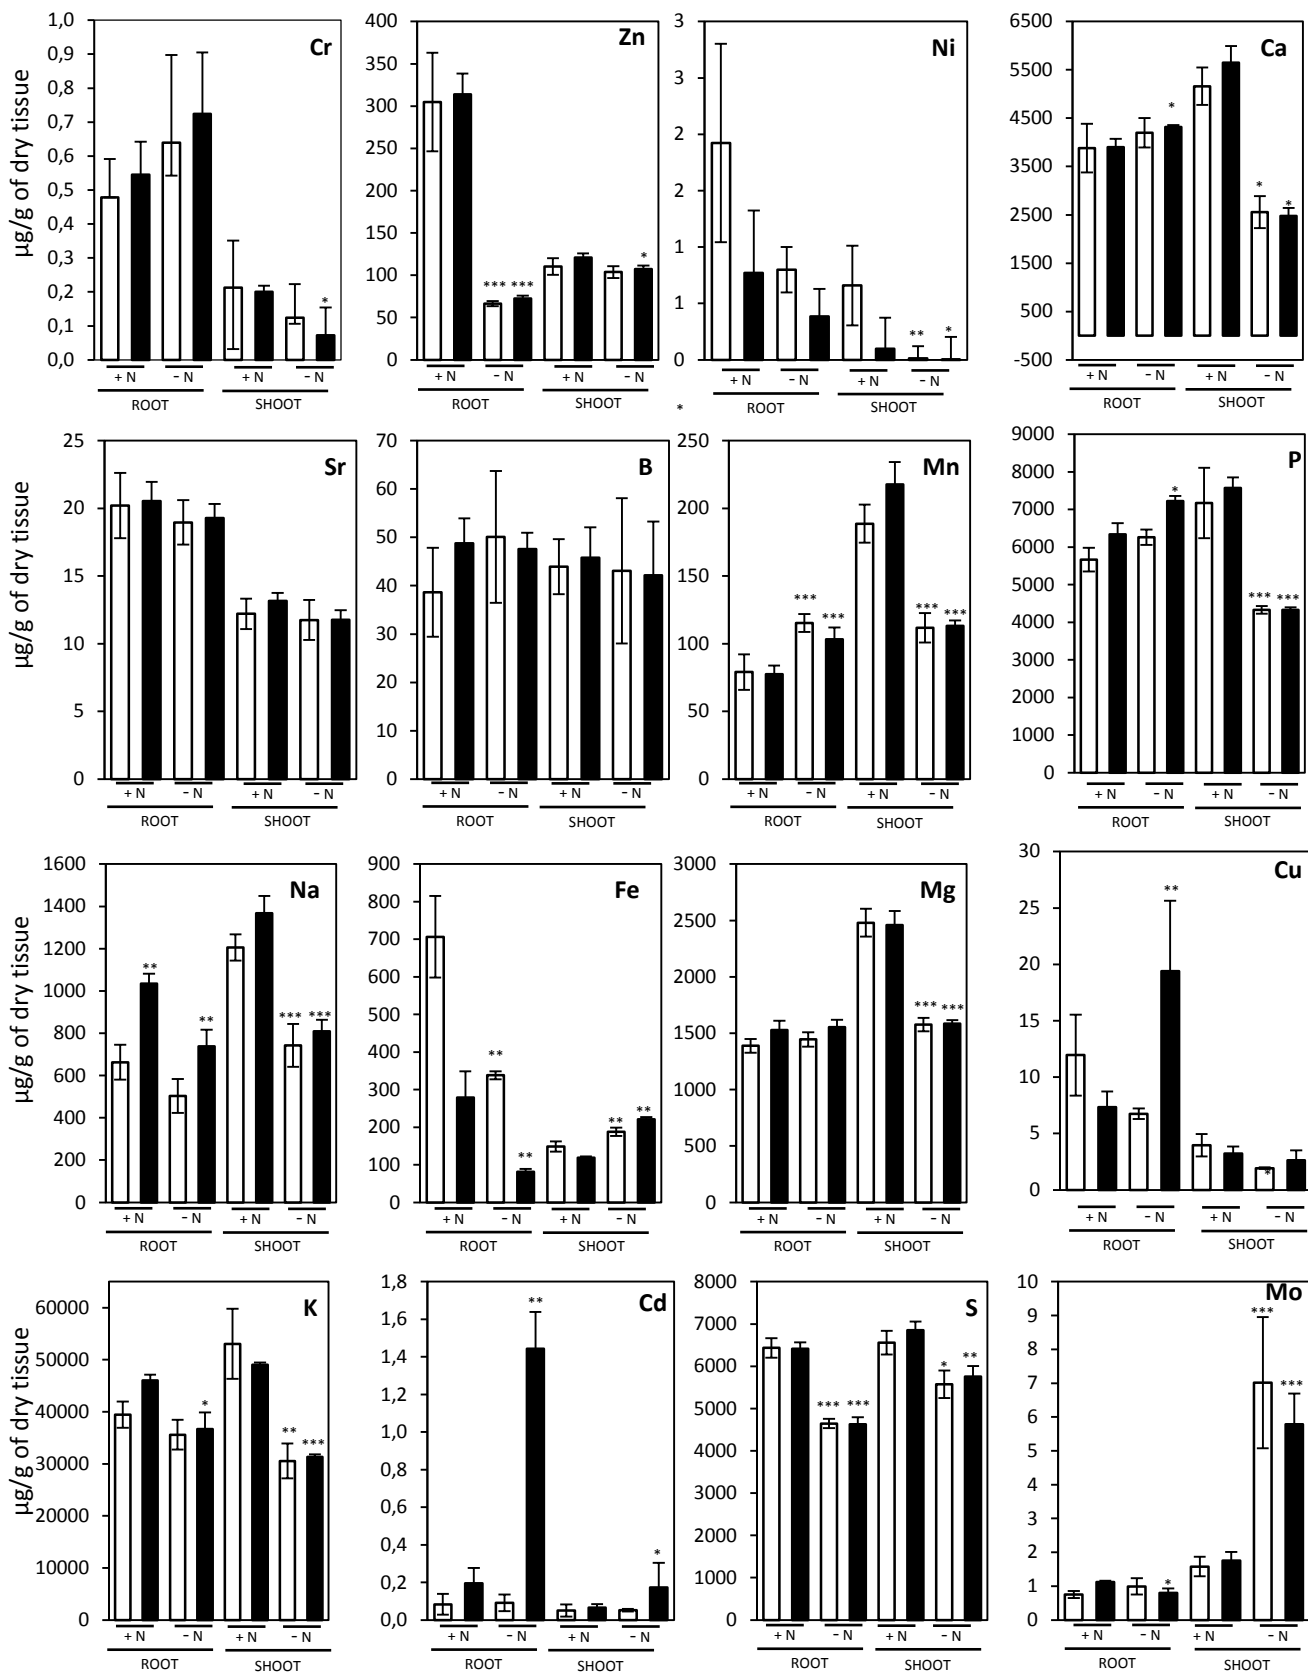 Cr
µg/g of dry tissue
1,0
0,9
0,8
0,7
0,6
0,5
0,4
0,3
0,2
0,1
0,0
*
+ N
− N
+ N
− N
ROOT
SHOOT
Zn
400
350
300
250
200
150
100
50
0
*** ***
*
+ N
− N
+ N
− N
ROOT
SHOOT
Ni
3
3
2
2
1
1
0
**
*
+ N
− N
+ N
− N
ROOT
SHOOT
*
Ca
6500
5500
4500
3500
2500
1500
500
-500
*
*
*
+ N
− N
+ N
− N
ROOT
SHOOT
Sr
µg/g of dry tissue
25
20
15
10
5
0
+ N
− N
+ N
− N
ROOT
SHOOT
B
70
60
50
40
30
20
10
0
+ N
− N
+ N
− N
ROOT
SHOOT
Mn
250
200
150
100
50
0
***
***
***
***
+ N
− N
+ N
− N
ROOT
SHOOT
P
9000
8000
7000
6000
5000
4000
3000
2000
1000
0
*
*** ***
+ N
− N
+ N
− N
ROOT
SHOOT
Na
µg/g of dry tissue
1600
1400
1200
1000
800
600
400
200
0
**
**
*** ***
+ N
− N
+ N
− N
ROOT
SHOOT
Fe
900
800
700
600
500
400
300
200
100
0
**
**
**
**
+ N
− N
+ N
− N
ROOT
SHOOT
Mg
3000
2500
2000
1500
1000
500
0
*** ***
+ N
− N
+ N
− N
ROOT
SHOOT
Cu
30
25
20
15
10
5
0
**
*
+ N
− N
+ N
− N
ROOT
SHOOT
K
µg/g of dry tissue
60000
50000
40000
30000
20000
10000
0
*
**
***
+ N
− N
+ N
− N
ROOT
SHOOT
Cd
1,8
1,6
1,4
1,2
1,0
0,8
0,6
0,4
0,2
0,0
**
*
+ N
− N
+ N
− N
ROOT
SHOOT
S
8000
7000
6000
5000
4000
3000
2000
1000
0
*** ***
*
**
+ N
− N
+ N
− N
ROOT
SHOOT
Mo
10
9
8
7
6
5
4
3
2
1
0
*
***
***
+ N
− N
+ N
− N
ROOT
SHOOT